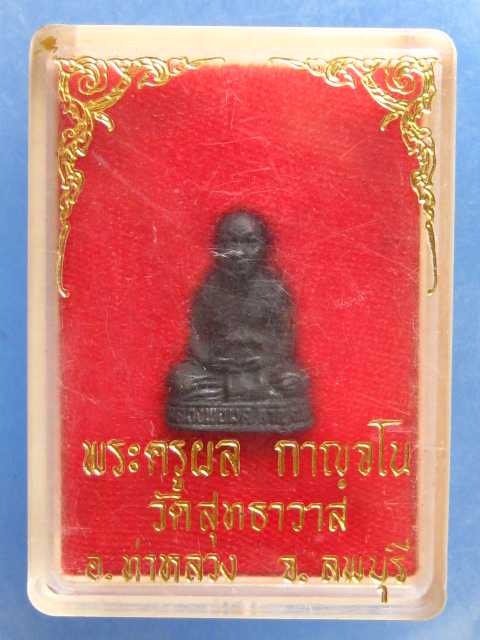 พระครูผล กาญฺจโน
วัดสุทธาวาส
อ. ท่าหลวง จ. ลพบุรี